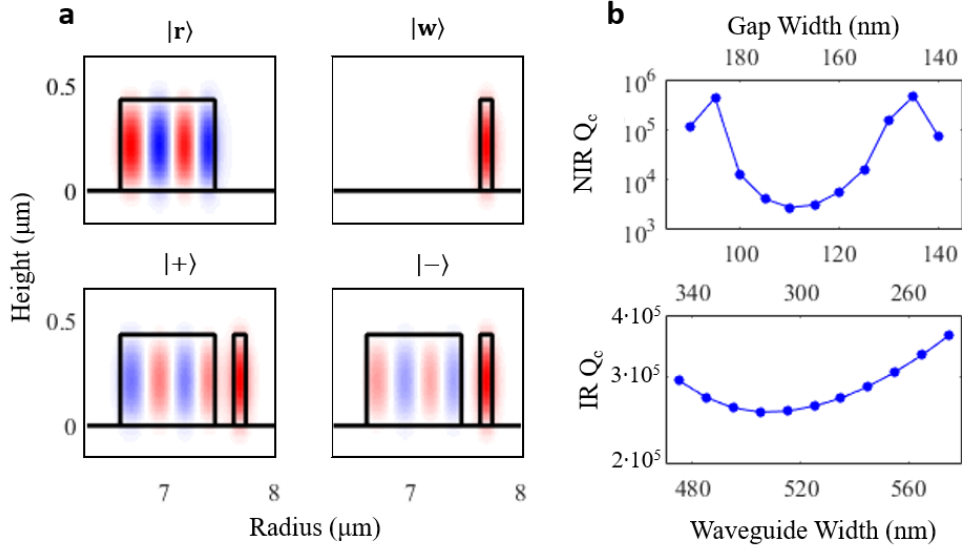 a
|r⟩
|w⟩
0.5
0
|+⟩
|−⟩
0.5
0
7
8
7
8
Height (μm)
Radius (μm)
b
Gap Width (nm)
180
160
140
10^6
10^5
10^4
10^3
NIR Q_c
100
120
140
340
300
260
4·10^5
3·10^5
2·10^5
IR Q_c
480
520
560
Waveguide Width (nm)